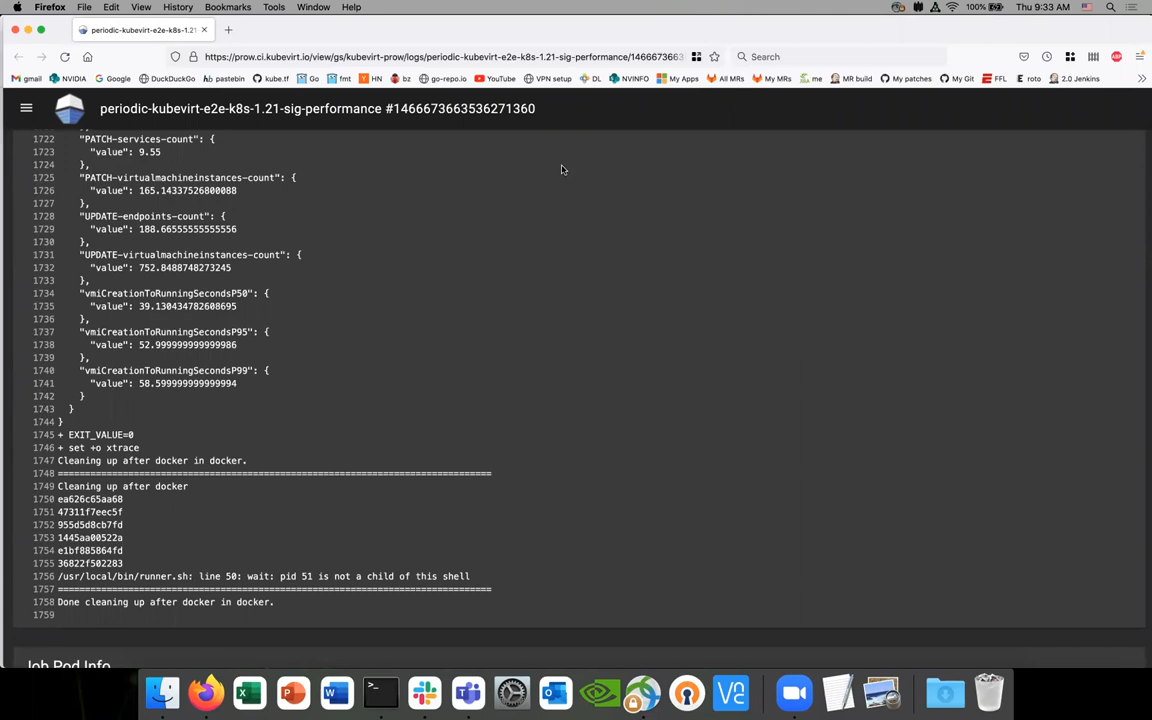 Firefox File Edit View History Bookmarks Tools Window Help 100% Thu 9:33 AM
periodic-kubevirt-e2e-k8s-1.21
https://prow.ci.kubevirt.io/view/gs/kubevirt-prow/logs/periodic-kubevirt-e2e-k8s-1.21-sig-performance/14666736635 Search
gmail NVIDIA Google DuckDuckGo pastebin kube.tf Go fmt HN bz go-repo.io YouTube VPN setup DL NVINFO My Apps All MRs My MRs me MR build My patches My Git FFL roto 2.0 Jenkins
periodic-kubevirt-e2e-k8s-1.21-sig-performance #1466673663536271360
1722 "PATCH-services-count": {
1723 "value": 9.55
1724 },
1725 "PATCH-virtualmachineinstances-count": {
1726 "value": 165.14337526800088
1727 },
1728 "UPDATE-endpoints-count": {
1729 "value": 188.66555555555556
1730 },
1731 "UPDATE-virtualmachineinstances-count": {
1732 "value": 752.8488748273245
1733 },
1734 "vmiCreationToRunningSecondsP50": {
1735 "value": 39.130434782608695
1736 },
1737 "vmiCreationToRunningSecondsP95": {
1738 "value": 52.999999999999986
1739 },
1740 "vmiCreationToRunningSecondsP99": {
1741 "value": 58.599999999999994
1742 }
1743 }
1744 }
1745 + EXIT_VALUE=0
1746 + set +o xtrace
1747 Cleaning up after docker in docker.
1748 ================================================================================
1749 Cleaning up after docker
1750 ea626c65aa68
1751 47311f7eec5f
1752 955d5d8cb7fd
1753 1445aa00522a
1754 e1bf885864fd
1755 36822f502283
1756 /usr/local/bin/runner.sh: line 50: wait: pid 51 is not a child of this shell
1757 ================================================================================
1758 Done cleaning up after docker in docker.
1759
Job Pod Info